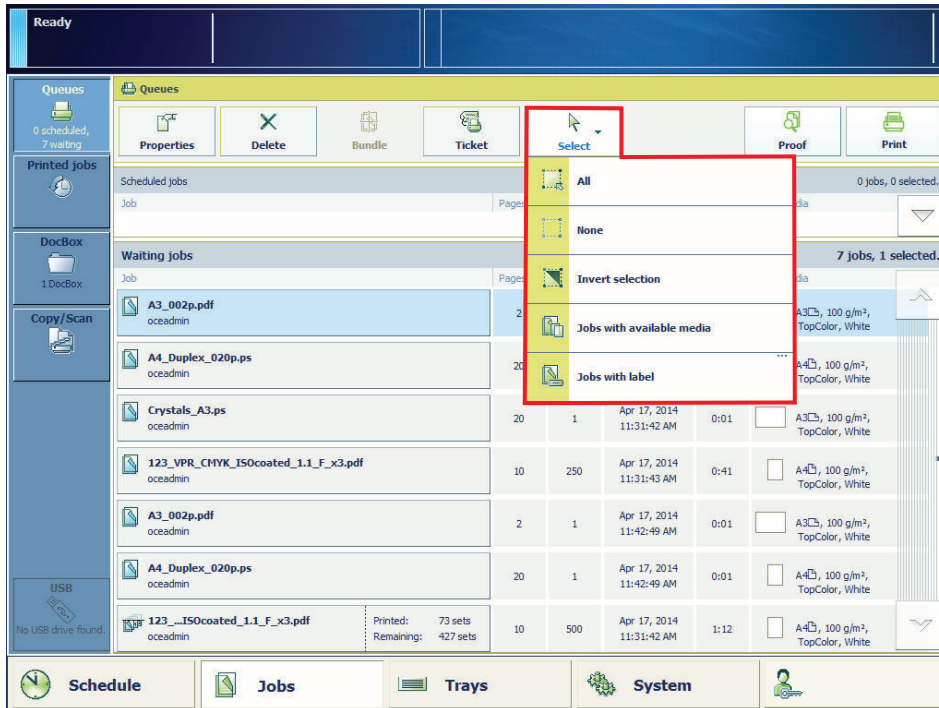 Ready
Queues
0 scheduled,
7 waiting
Printed jobs
DocBox
1 DocBox
Copy/Scan
USB
No USB drive found.
Queues
Properties
Delete
Bundle
Ticket
Select
Proof
Print
All
None
Invert selection
Jobs with available media
...
Jobs with label
Scheduled jobs
0 jobs, 0 selected.
Job
Pages
dia
Waiting jobs
7 jobs, 1 selected.
Job
Pages
dia
A3_002p.pdf
oceadmin
2
A3, 100 g/m²,
TopColor, White
A4_Duplex_020p.ps
oceadmin
20
A4, 100 g/m²,
TopColor, White
Crystals_A3.ps
oceadmin
20
1
Apr 17, 2014
11:31:42 AM
0:01
A3, 100 g/m²,
TopColor, White
123_VPR_CMYK_ISOcoated_1.1_F_x3.pdf
oceadmin
10
250
Apr 17, 2014
11:31:43 AM
0:41
A4, 100 g/m²,
TopColor, White
A3_002p.pdf
oceadmin
2
1
Apr 17, 2014
11:42:49 AM
0:01
A3, 100 g/m²,
TopColor, White
A4_Duplex_020p.ps
oceadmin
20
1
Apr 17, 2014
11:42:49 AM
0:01
A4, 100 g/m²,
TopColor, White
123_...ISOcoated_1.1_F_x3.pdf
oceadmin
Printed: 73 sets
Remaining: 427 sets
10
500
Apr 17, 2014
11:31:42 AM
1:12
A4, 100 g/m²,
TopColor, White
Schedule
Jobs
Trays
System